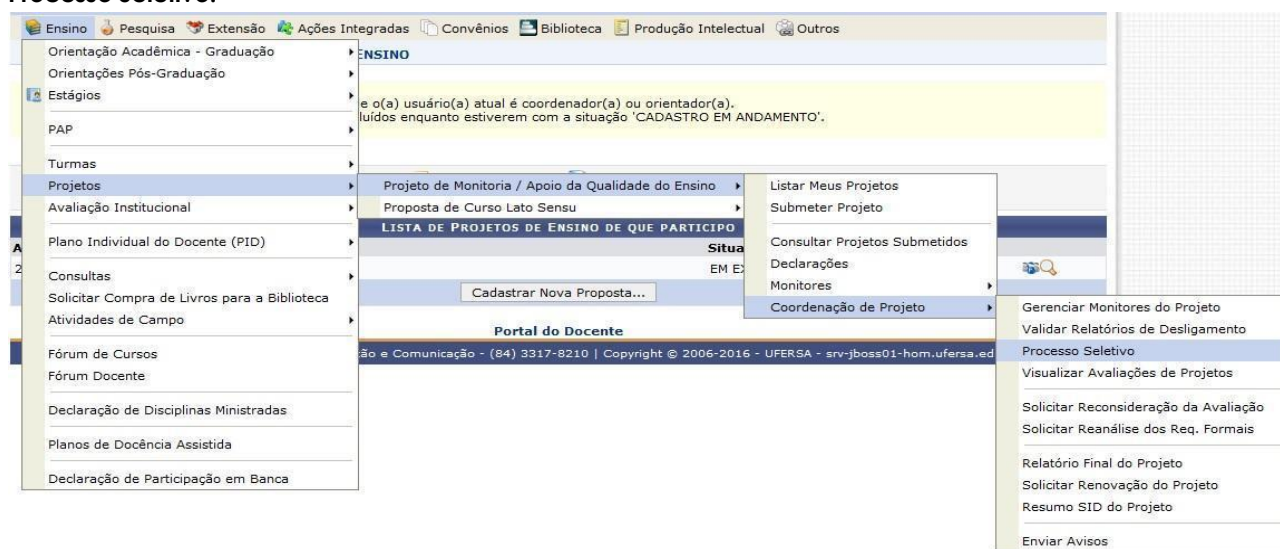 Processo Seletivo.
Ensino Pesquisa Extensão Ações Integradas Convênios Biblioteca Produção Intelectual Outros
Orientação Acadêmica - Graduação
ENSINO
Orientações Pós-Graduação
Estágios
e o(a) usuário(a) atual é coordenador(a) ou orientador(a).
luídos enquanto estiverem com a situação 'CADASTRO EM ANDAMENTO'.
PAP
Turmas
Projetos
Avaliação Institucional
Plano Individual do Docente (PID)
Consultas
Solicitar Compra de Livros para a Biblioteca
Atividades de Campo
Fórum de Cursos
Fórum Docente
Declaração de Disciplinas Ministradas
Planos de Docência Assistida
Declaração de Participação em Banca
Projeto de Monitoria / Apoio da Qualidade do Ensino
Proposta de Curso Lato Sensu
LISTA DE PROJETOS DE ENSINO DE QUE PARTICIPO
A
Situa
2
EM EX
Cadastrar Nova Proposta...
Portal do Docente
ão e Comunicação - (84) 3317-8210 | Copyright © 2006-2016 - UFERSA - srv-jboss01-hom.ufersa.ed
Listar Meus Projetos
Submeter Projeto
Consultar Projetos Submetidos
Declarações
Monitores
Coordenação de Projeto
Gerenciar Monitores do Projeto
Validar Relatórios de Desligamento
Processo Seletivo
Visualizar Avaliações de Projetos
Solicitar Reconsideração da Avaliação
Solicitar Reanálise dos Req. Formais
Relatório Final do Projeto
Solicitar Renovação do Projeto
Resumo SID do Projeto
Enviar Avisos